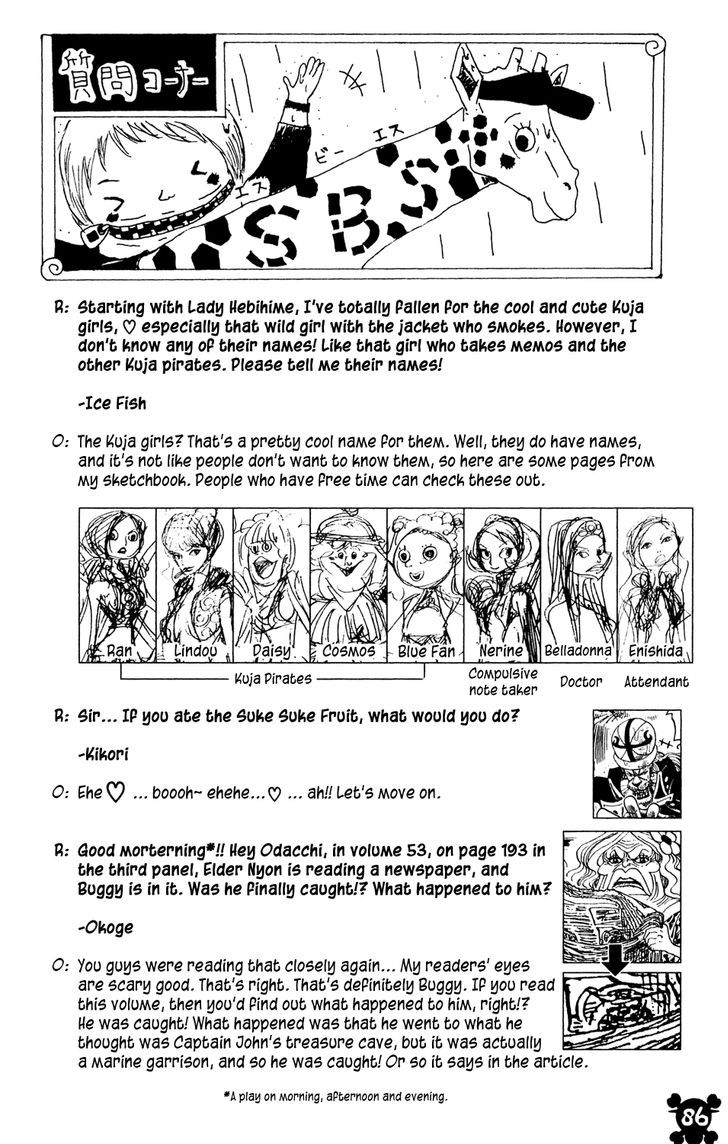 質問コーナー
エス ビー エス
SBS
R: Starting with Lady Hebihime, I've totally fallen for the cool and cute Kuja
girls, ♡ especially that wild girl with the jacket who smokes. However, I
don't know any of their names! Like that girl who takes memos and the
other Kuja pirates. Please tell me their names!
-Ice Fish
O: The Kuja girls? That's a pretty cool name for them. Well, they do have names,
and it's not like people don't want to know them, so here are some pages from
my sketchbook. People who have free time can check these out.
Ran Lindou Daisy Cosmos Blue Fan Nerine Belladonna Enishida
Kuja Pirates Compulsive note taker Doctor Attendant
R: Sir... If you ate the Suke Suke Fruit, what would you do?
-Kikori
O: Ehe ♡ ... boooh~ ehehe...♡ ... ah!! Let's move on.
R: Good morterning*!! Hey Odacchi, in volume 53, on page 193 in
the third panel, Elder Nyon is reading a newspaper, and
Buggy is in it. Was he finally caught!? What happened to him?
-Okoge
O: You guys were reading that closely again... My readers' eyes
are scary good. That's right. That's definitely Buggy. If you read
this volume, then you'd find out what happened to him, right!?
He was caught! What happened was that he went to what he
thought was Captain John's treasure cave, but it was actually
a marine garrison, and so he was caught! Or so it says in the article.
*A play on morning, afternoon and evening.
86